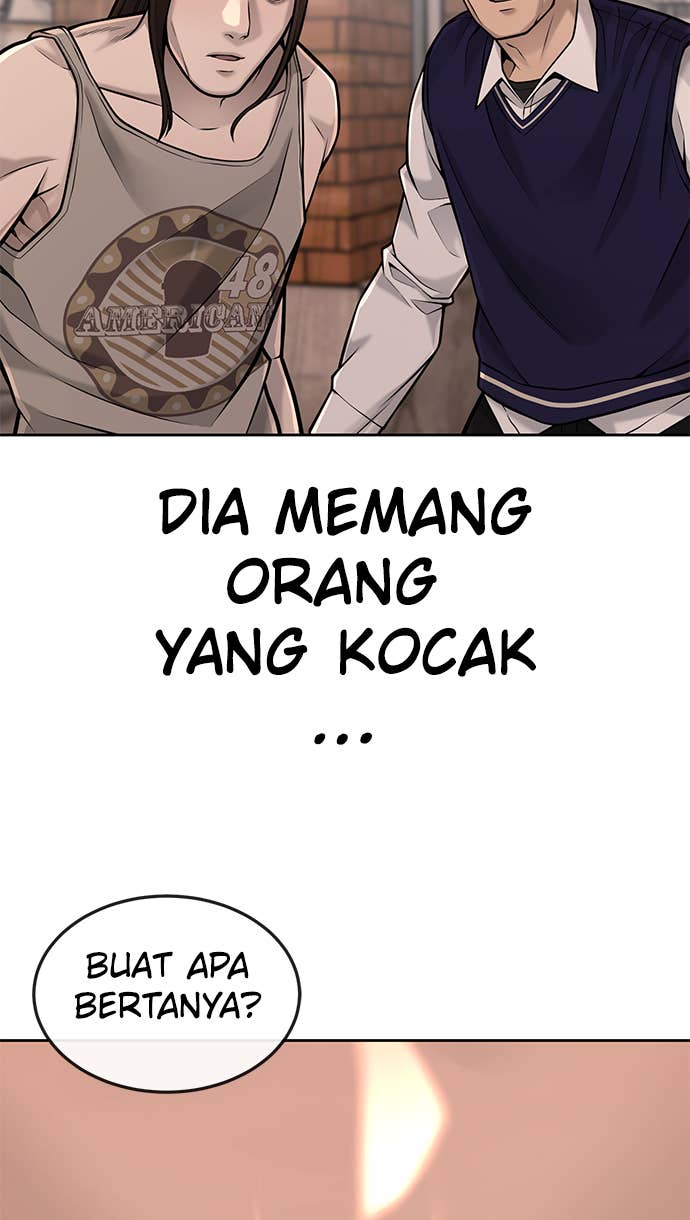 48
AMERICAN
DIA MEMANG
ORANG
YANG KOCAK
...
BUAT APA
BERTANYA?